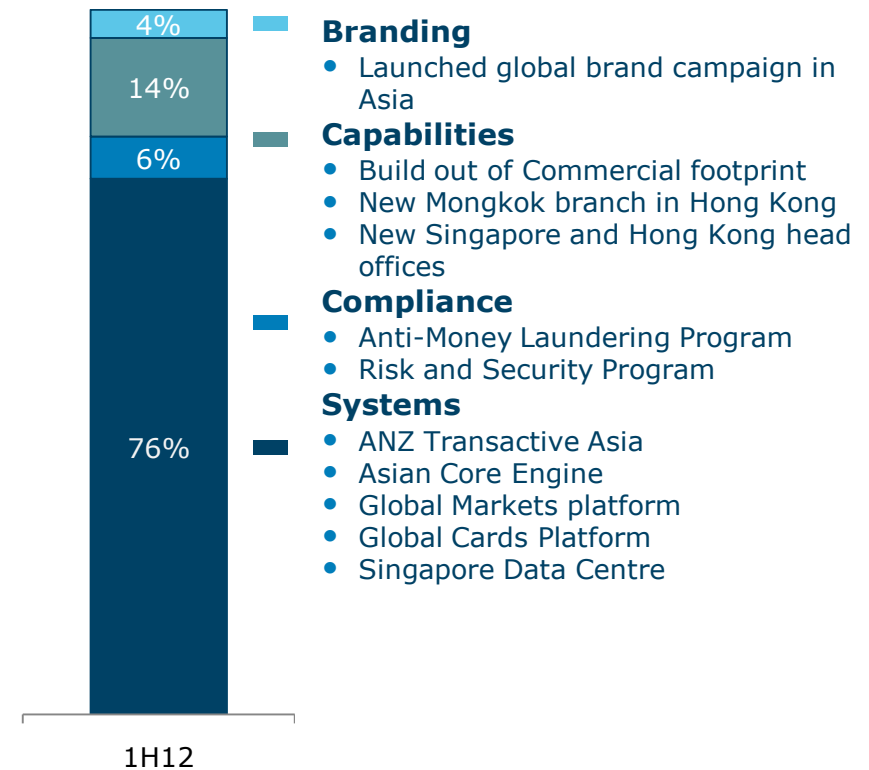 4%
14%
6%
76%
1H12
Branding
• Launched global brand campaign in
Asia
Capabilities
• Build out of Commercial footprint
• New Mongkok branch in Hong Kong
• New Singapore and Hong Kong head
offices
Compliance
• Anti-Money Laundering Program
• Risk and Security Program
Systems
• ANZ Transactive Asia
• Asian Core Engine
• Global Markets platform
• Global Cards Platform
• Singapore Data Centre